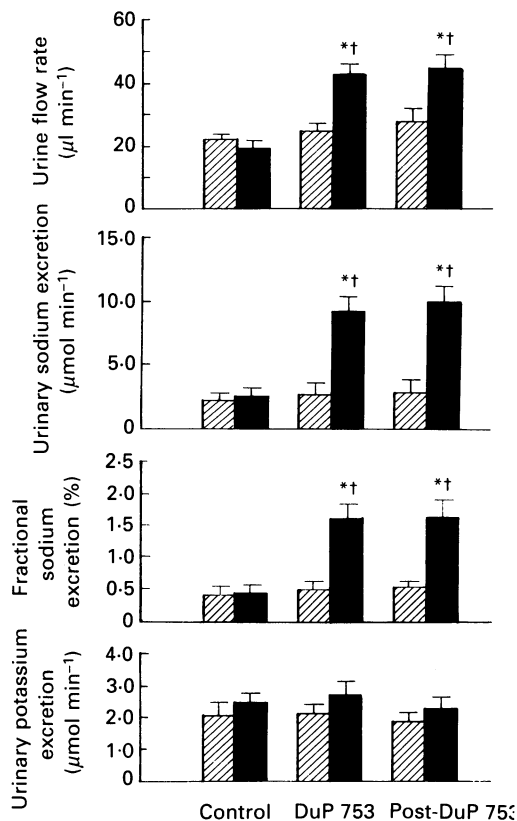 Urine flow rate
(µl min⁻¹)
60
40
20
0
*†
*†
Urinary sodium excretion
(µmol min⁻¹)
15·0
10·0
5·0
0
*†
*†
Fractional
sodium
excretion (%)
2·5
2·0
1·5
1·0
0·5
0
*†
*†
Urinary potassium
excretion
(µmol min⁻¹)
4·0
3·0
2·0
1·0
0
Control DuP 753 Post-DuP 753